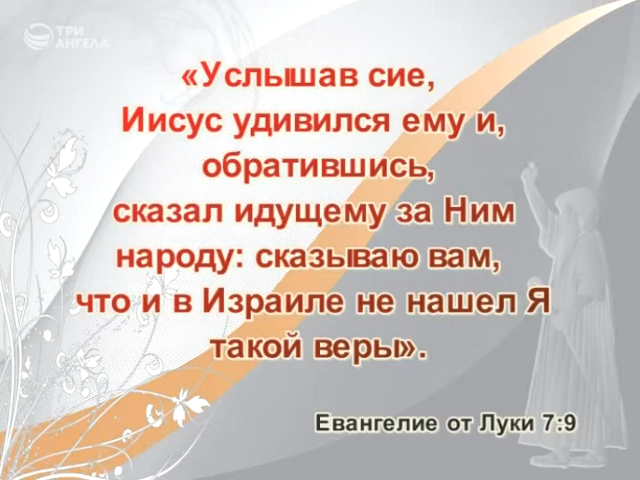 ТРИ
АНГЕЛА
«Услышав сие,
Иисус удивился ему и,
обратившись,
сказал идущему за Ним
народу: сказываю вам,
что и в Израиле не нашел Я
такой веры».
Евангелие от Луки 7:9